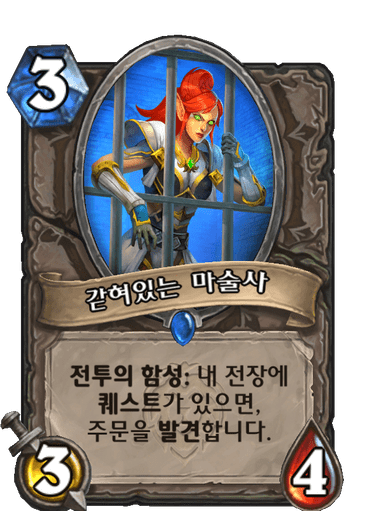 3
갇혀있는 마술사
전투의 함성: 내 전장에
퀘스트가 있으면,
주문을 발견합니다.
3
4